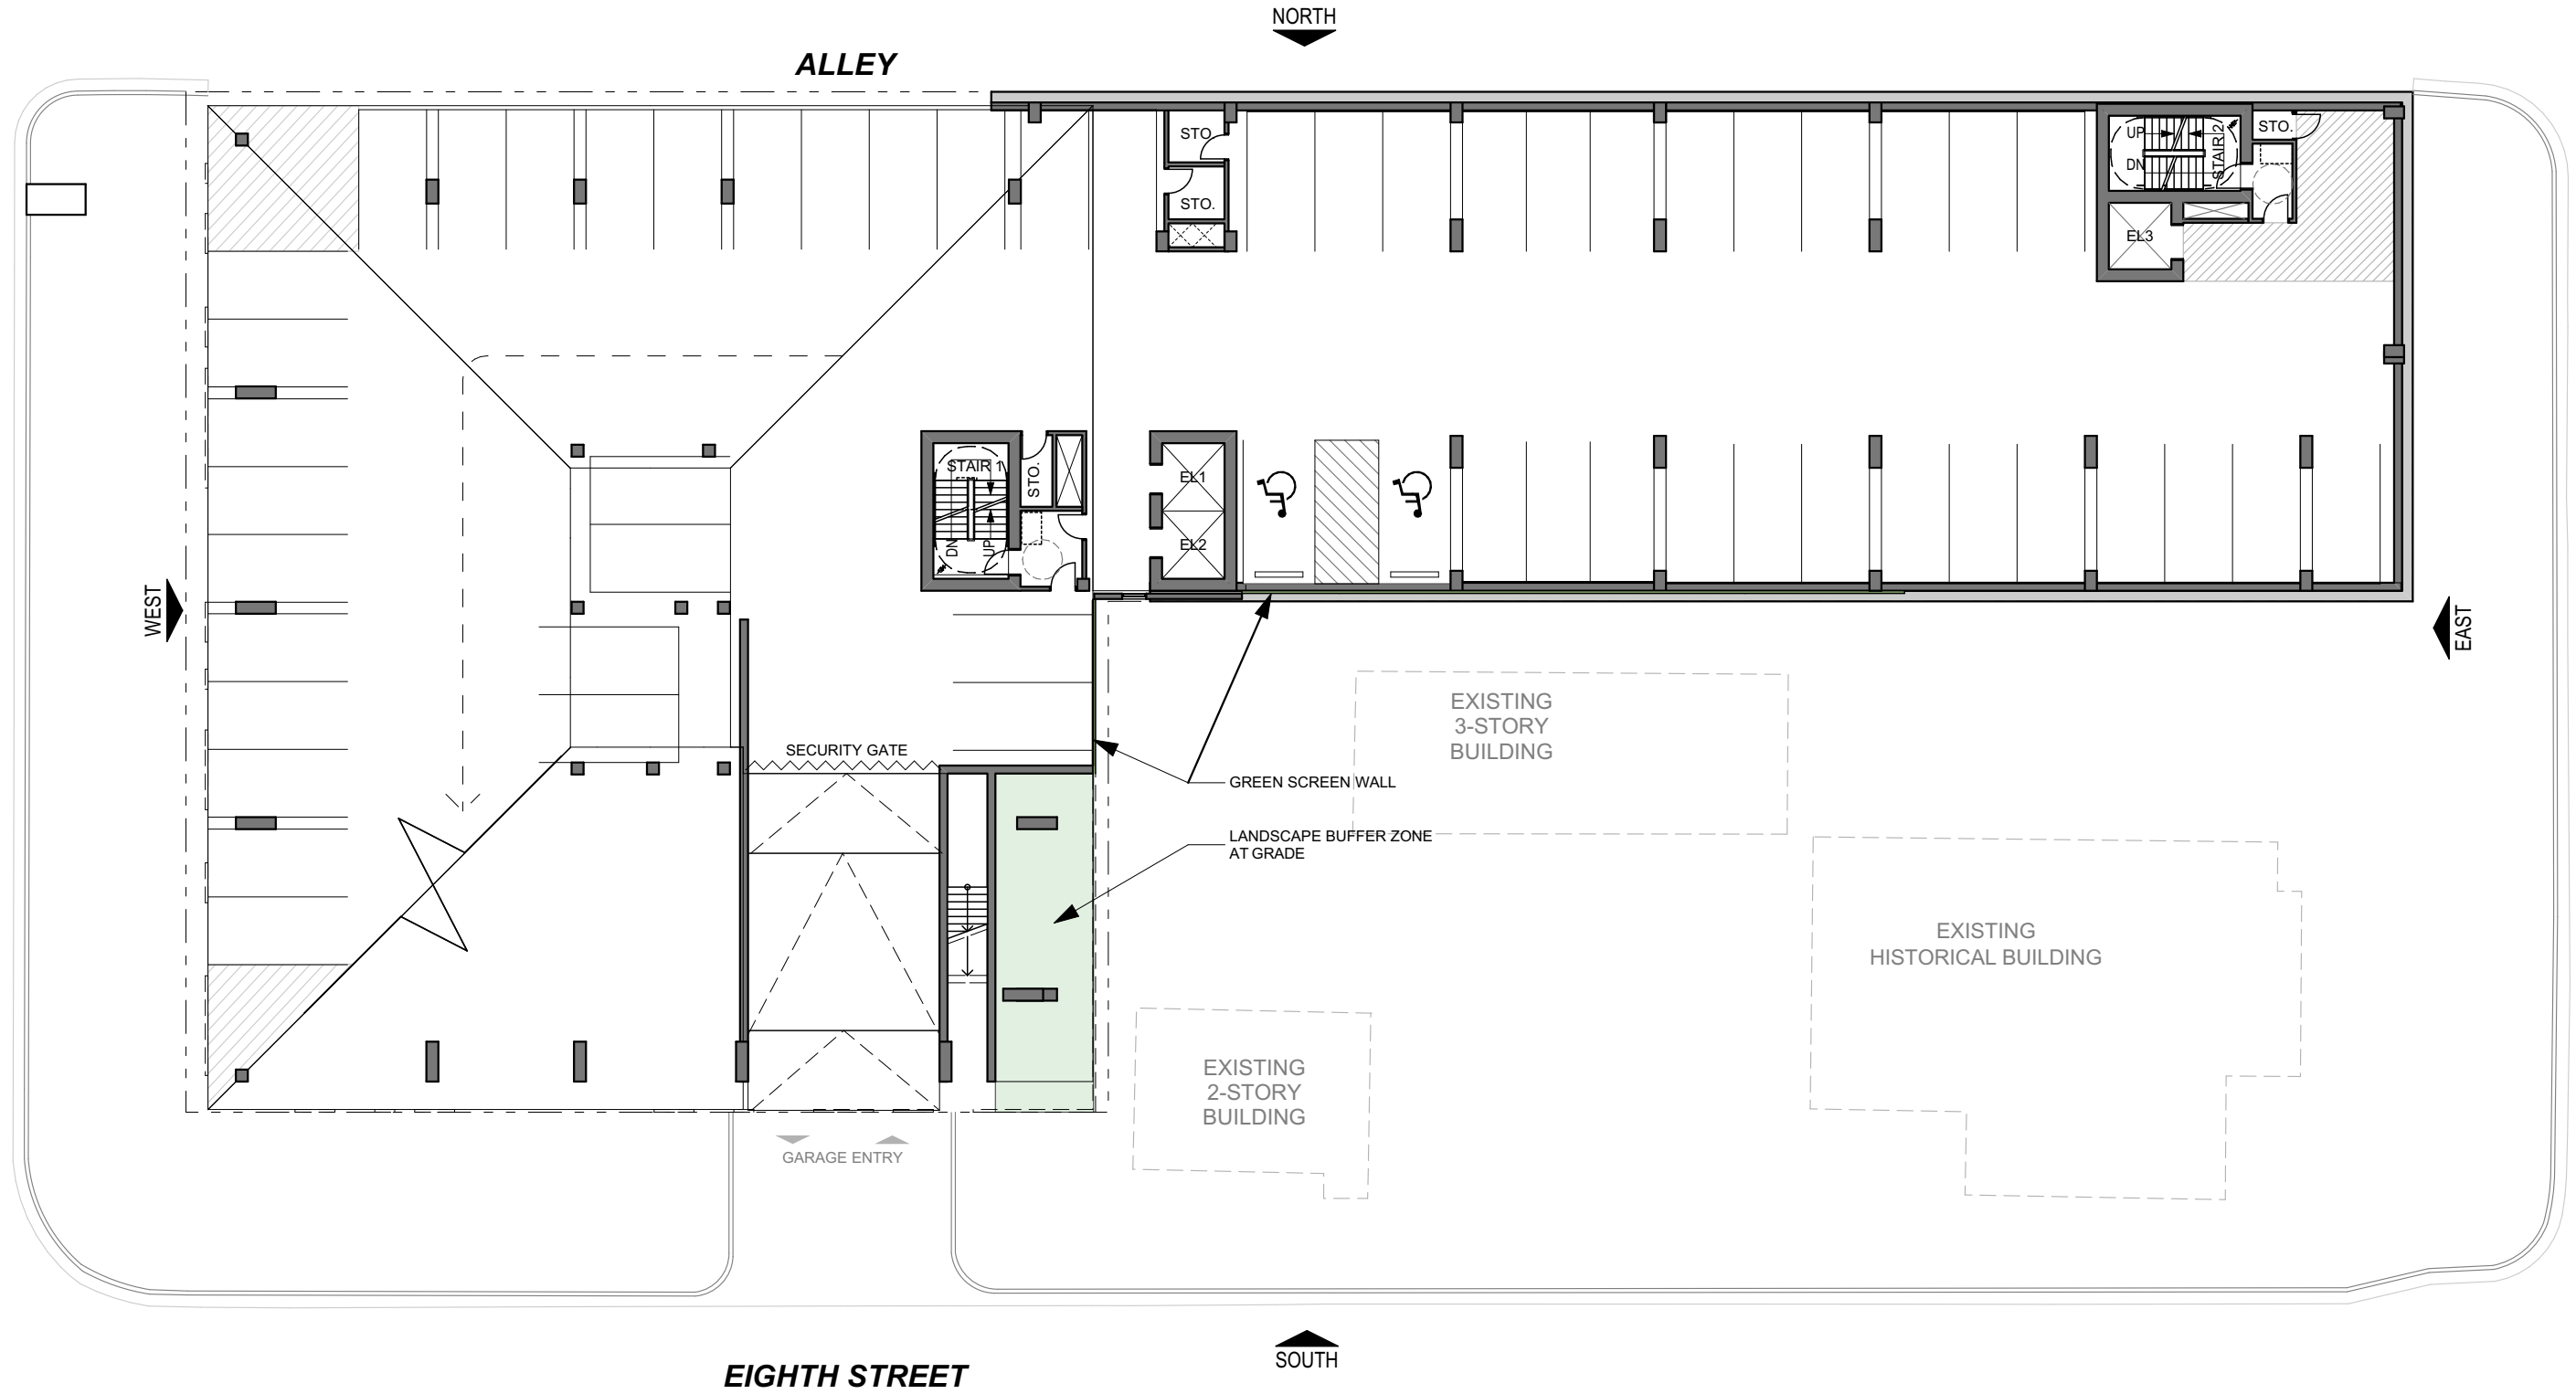 NORTH
ALLEY
STO.
STO.
UP
DN
STAIR 2
STO.
EL3
STAIR 1
STO.
DN
UP
EL1
EL2
WEST
EAST
SECURITY GATE
EXISTING
3-STORY
BUILDING
GREEN SCREEN WALL
LANDSCAPE BUFFER ZONE
AT GRADE
EXISTING
HISTORICAL BUILDING
EXISTING
2-STORY
BUILDING
GARAGE ENTRY
SOUTH
EIGHTH STREET